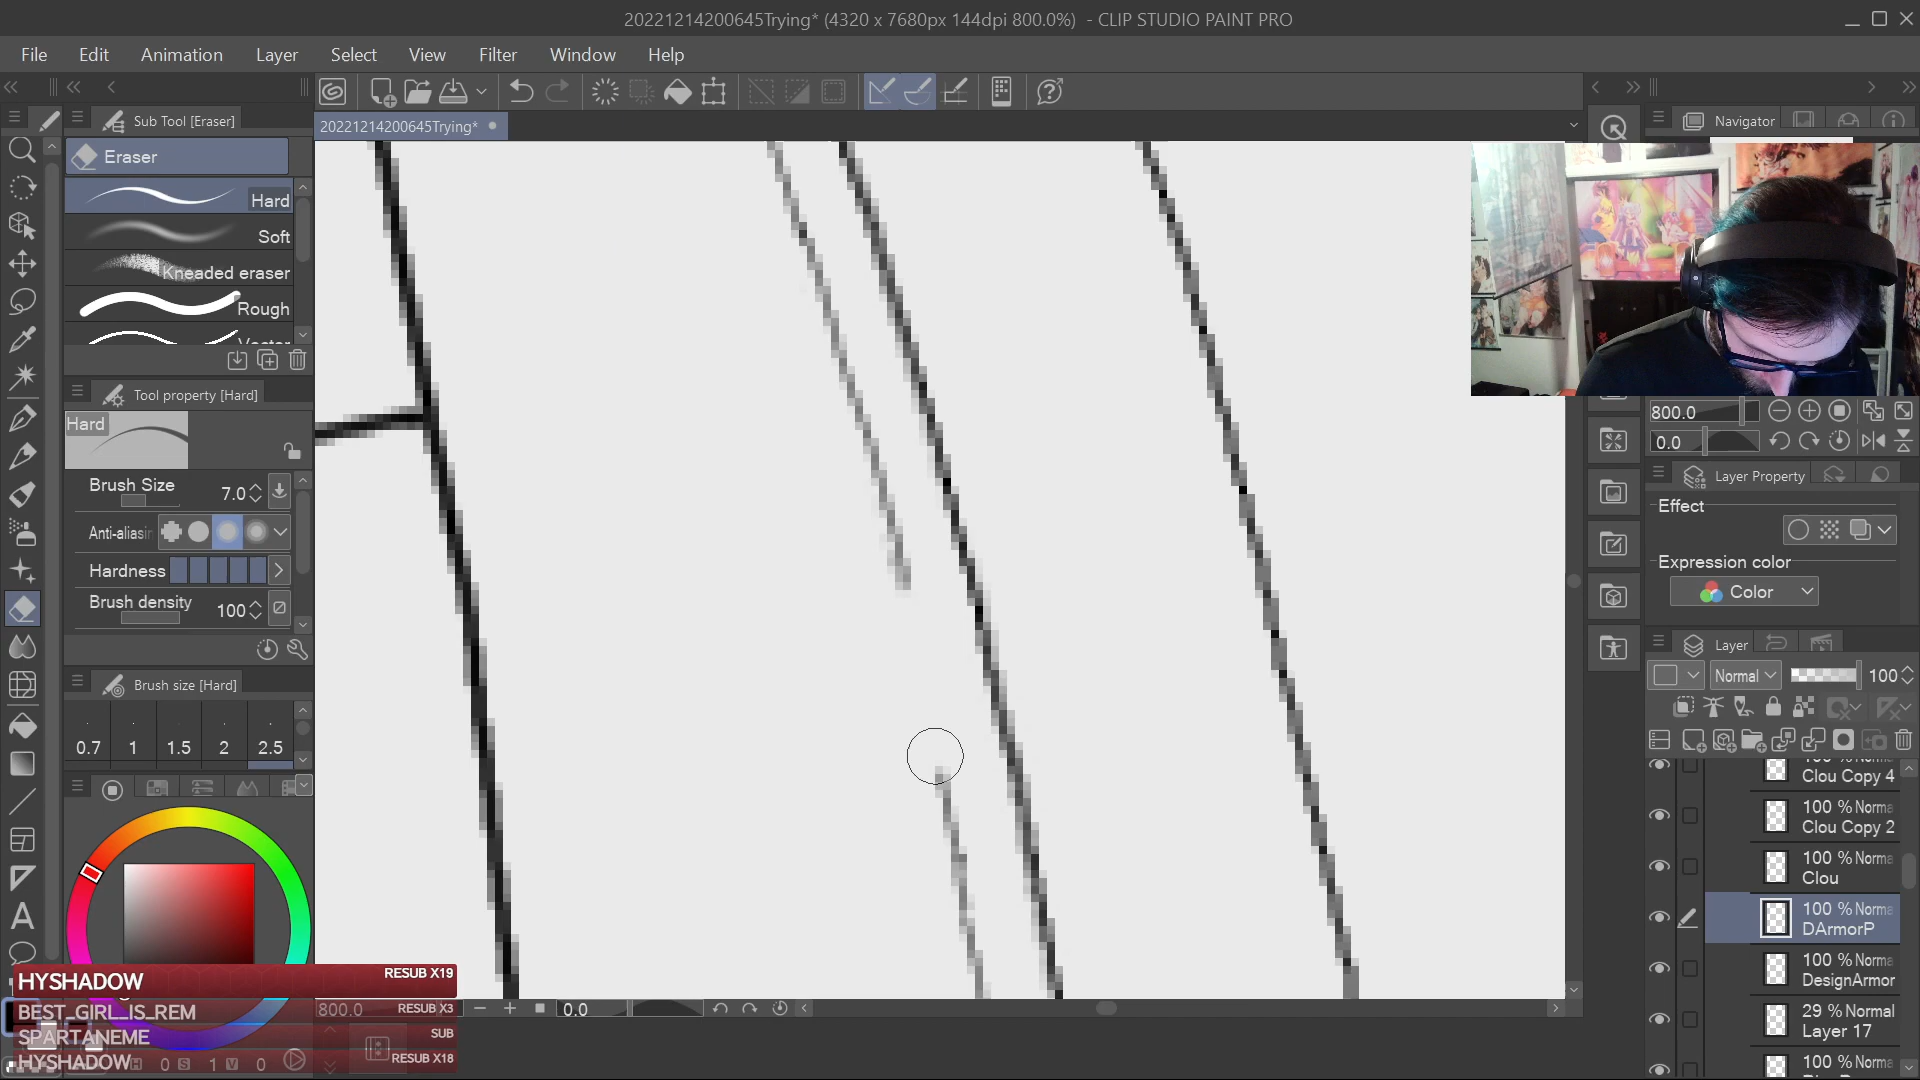 20221214200645Trying* (4320 x 7680px 144dpi 800.0%) - CLIP STUDIO PAINT PRO
File Edit Animation Layer Select View Filter Window Help
Sub Tool [Eraser]
20221214200645Trying*
Navigator
Eraser
Hard
Soft
Kneaded eraser
Rough
Vector
Tool property [Hard]
Hard
800.0
0.0
Brush Size 7.0
Layer Property
Effect
Anti-aliasin
Hardness
Expression color
Brush density 100
Color
Layer
Brush size [Hard]
Normal 100
0.7 1 1.5 2 2.5
Clou Copy 4
100 % Norma
Clou Copy 2
100 % Norma
Clou
100 % Norma
DArmorP
100 % Norma
DesignArmor
29 % Normal
Layer 17
100 % Norma
HYSHADOW RESUB X19
BEST_GIRL_IS_REM RESUB X3
SPARTANEME SUB
HYSHADOW RESUB X18
800.0 0.0
H 0 S 1 V 0